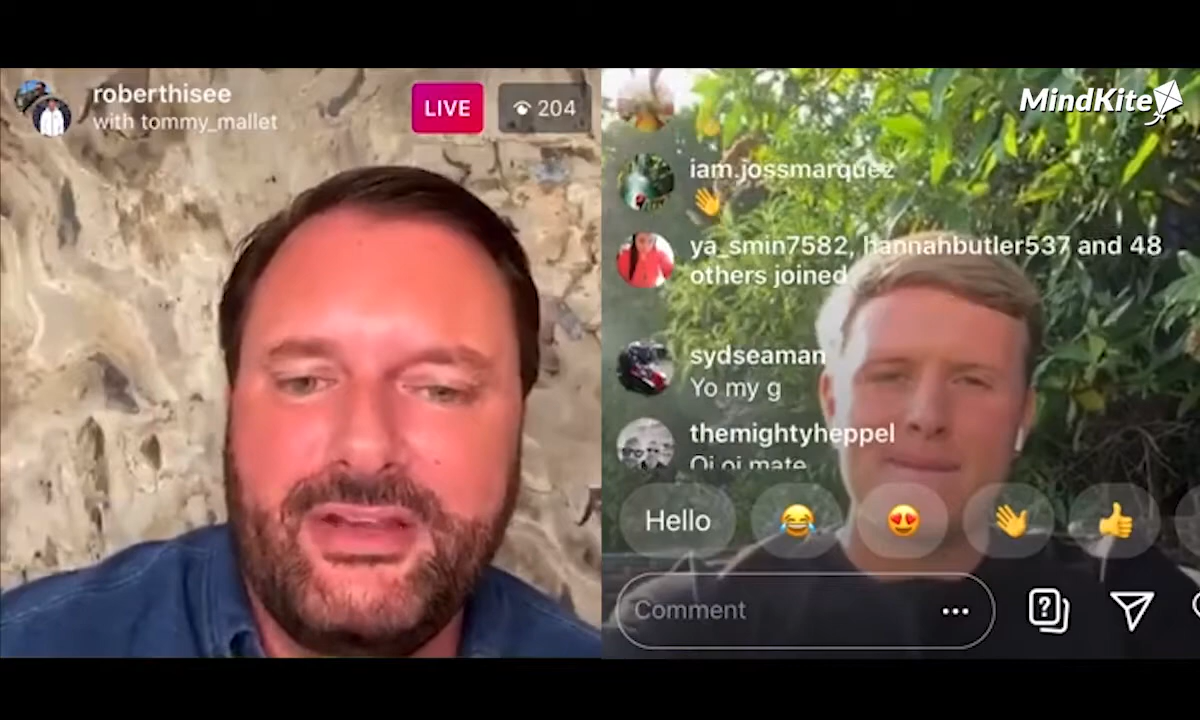 roberthisee
with tommy_mallet
LIVE
204
MindKite
iam.jossmarquez
ya_smin7582, hannahbutler537 and 48
others joined
sydseaman
Yo my g
themightyheppel
Oi oi mate
Hello
Comment